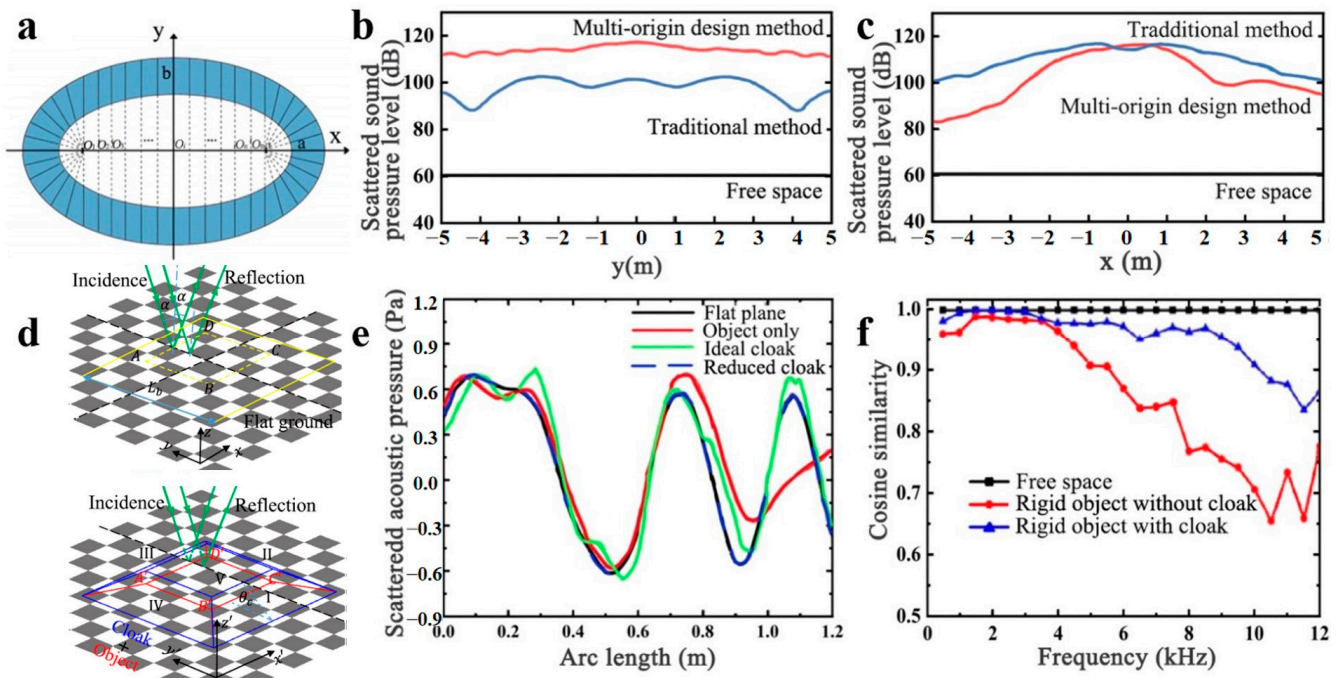 a
y
b
x
a
b
Scattered sound
pressure level (dB)
120
100
80
60
40
Multi-origin design method
Traditional method
Free space
−5 −4 −3 −2 −1 0 1 2 3 4 5
y(m)
c
Scattered sound
pressure level (dB)
120
100
80
60
40
Tradditional method
Multi-origin design method
Free space
−5 −4 −3 −2 −1 0 1 2 3 4 5
x (m)
d
Incidence
Reflection
α
α
D
A
C
B
L_b
Flat ground
z
y
x
Incidence
Reflection
III
II
V
IV
I
θ_c
z'
x'
Cloak
+
Object
e
Scatteredd acoustic pressure (Pa)
1.2
0.9
0.6
0.3
0.0
−0.3
−0.6
−0.9
Flat plane
Object only
Ideal cloak
Reduced cloak
0.0 0.2 0.4 0.6 0.8 1.0 1.2
Arc length (m)
f
Cosine similarity
1.0
0.9
0.8
0.7
0.6
0.5
Free space
Rigid object without cloak
Rigid object with cloak
0 2 4 6 8 10 12
Frequency (kHz)